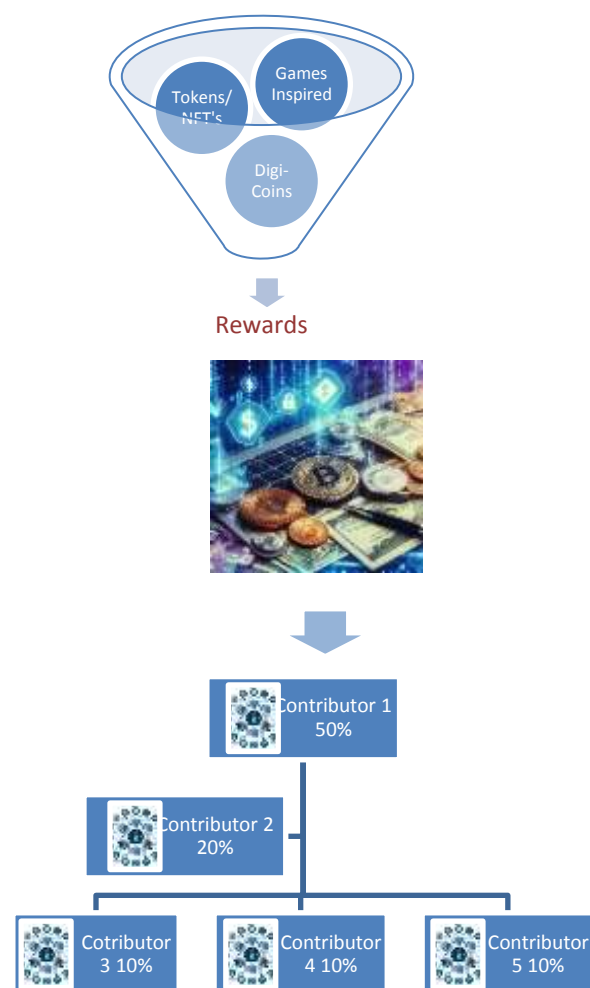 Games
Inspired
Tokens/
NFT's
Digi-
Coins
Rewards
Contributor 1
50%
Contributor 2
20%
Cotributor
3 10%
Contributor
4 10%
Contributor
5 10%